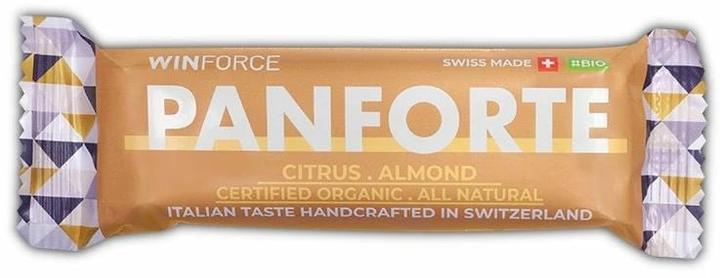 WINFORCE SWISS MADE BIO
PANFORTE
CITRUS . ALMOND
CERTIFIED ORGANIC . ALL NATURAL
ITALIAN TASTE HANDCRAFTED IN SWITZERLAND